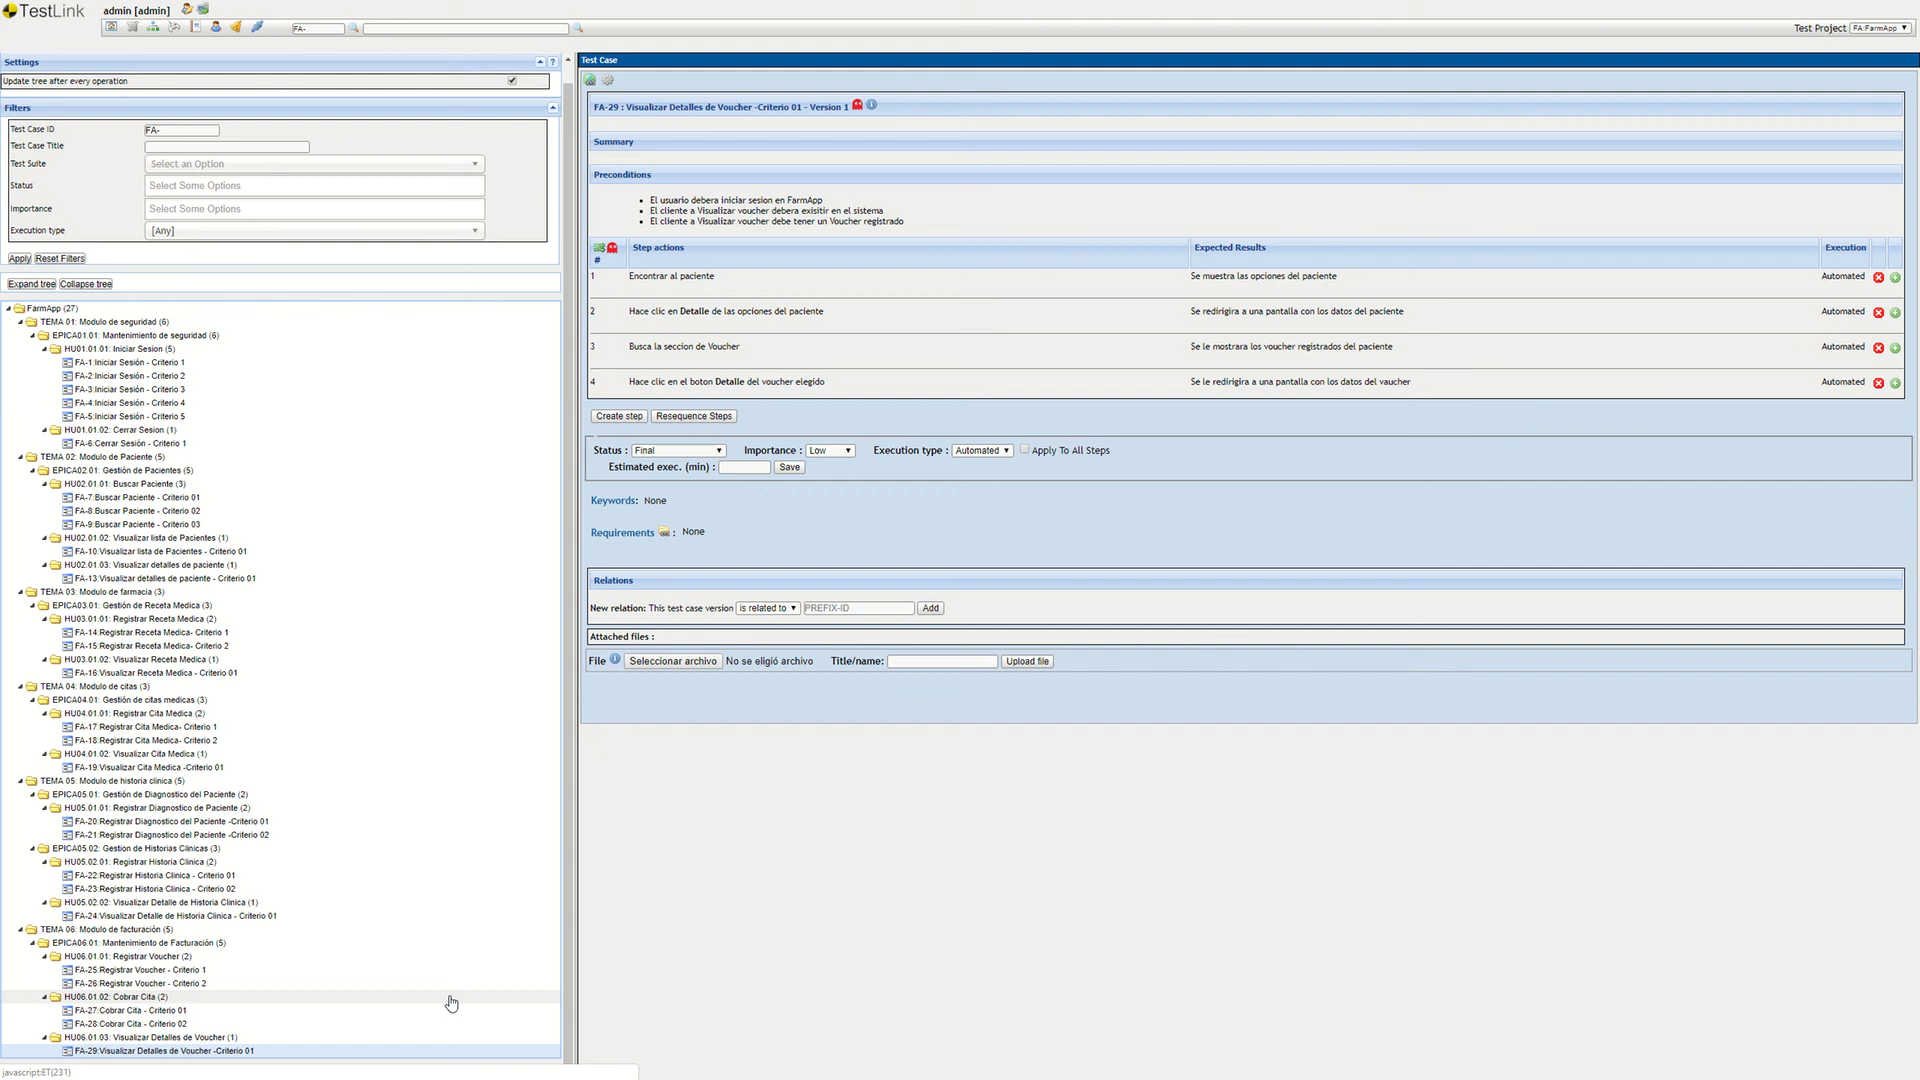 TestLink
admin [admin]
FA-
Test Project FA:FarmApp
Settings
Update tree after every operation
Filters
Test Case ID FA-
Test Case Title
Test Suite Select an Option
Status Select Some Options
Importance Select Some Options
Execution type [Any]
Apply Reset Filters
Expand tree Collapse tree
FarmApp (27)
TEMA 01: Modulo de seguridad (6)
EPICA01.01: Mantenimiento de seguridad (6)
HU01.01.01: Iniciar Sesion (5)
FA-1:Iniciar Sesión - Criterio 1
FA-2:Iniciar Sesión - Criterio 2
FA-3:Iniciar Sesión - Criterio 3
FA-4:Iniciar Sesión - Criterio 4
FA-5:Iniciar Sesión - Criterio 5
HU01.01.02: Cerrar Sesion (1)
FA-6:Cerrar Sesión - Criterio 1
TEMA 02: Modulo de Paciente (5)
EPICA02.01: Gestión de Pacientes (5)
HU02.01.01: Buscar Paciente (3)
FA-7:Buscar Paciente - Criterio 01
FA-8:Buscar Paciente - Criterio 02
FA-9:Buscar Paciente - Criterio 03
HU02.01.02: Visualizar lista de Pacientes (1)
FA-10:Visualizar lista de Pacientes - Criterio 01
HU02.01.03: Visualizar detalles de paciente (1)
FA-13:Visualizar detalles de paciente - Criterio 01
TEMA 03: Modulo de farmacia (3)
EPICA03.01: Gestión de Receta Medica (3)
HU03.01.01: Registrar Receta Medica (2)
FA-14:Registrar Receta Medica- Criterio 1
FA-15:Registrar Receta Medica- Criterio 2
HU03.01.02: Visualizar Receta Medica (1)
FA-16:Visualizar Receta Medica - Criterio 01
TEMA 04: Modulo de citas (3)
EPICA04.01: Gestión de citas medicas (3)
HU04.01.01: Registrar Cita Medica (2)
FA-17:Registrar Cita Medica- Criterio 1
FA-18:Registrar Cita Medica- Criterio 2
HU04.01.02: Visualizar Cita Medica (1)
FA-19:Visualizar Cita Medica -Criterio 01
TEMA 05: Modulo de historia clinica (5)
EPICA05.01: Gestión de Diagnostico del Paciente (2)
HU05.01.01: Registrar Diagnostico de Paciente (2)
FA-20:Registrar Diagnostico del Paciente -Criterio 01
FA-21:Registrar Diagnostico del Paciente -Criterio 02
EPICA05.02: Gestion de Historias Clinicas (3)
HU05.02.01: Registrar Historia Clinica (2)
FA-22:Registrar Historia Clinica - Criterio 01
FA-23:Registrar Historia Clinica - Criterio 02
HU05.02.02: Visualizar Detalle de Historia Clinica (1)
FA-24:Visualizar Detalle de Historia Clinica - Criterio 01
TEMA 06: Modulo de facturación (5)
EPICA06.01: Mantenimiento de Facturación (5)
HU06.01.01: Registrar Voucher (2)
FA-25:Registrar Voucher - Criterio 1
FA-26:Registrar Voucher - Criterio 2
HU06.01.02: Cobrar Cita (2)
FA-27:Cobrar Cita - Criterio 01
FA-28:Cobrar Cita - Criterio 02
HU06.01.03: Visualizar Detalles de Voucher (1)
FA-29:Visualizar Detalles de Voucher -Criterio 01
javascript:ET(231)
Test Case
FA-29 : Visualizar Detalles de Voucher -Criterio 01 - Version 1
Summary
Preconditions
El usuario debera iniciar sesion en FarmApp
El cliente a Visualizar voucher debera exisitir en el sistema
El cliente a Visualizar voucher debe tener un Voucher registrado
# Step actions Expected Results Execution
1 Encontrar al paciente Se muestra las opciones del paciente Automated
2 Hace clic en Detalle de las opciones del paciente Se redirigira a una pantalla con los datos del paciente Automated
3 Busca la seccion de Voucher Se le mostrara los voucher registrados del paciente Automated
4 Hace clic en el boton Detalle del voucher elegido Se le redirigira a una pantalla con los datos del vaucher Automated
Create step Resequence Steps
Status : Final Importance : Low Execution type : Automated Apply To All Steps
Estimated exec. (min) : Save
Keywords: None
Requirements : None
Relations
New relation: This test case version is related to PREFIX-ID Add
Attached files :
File Seleccionar archivo No se eligió archivo Title/name: Upload file